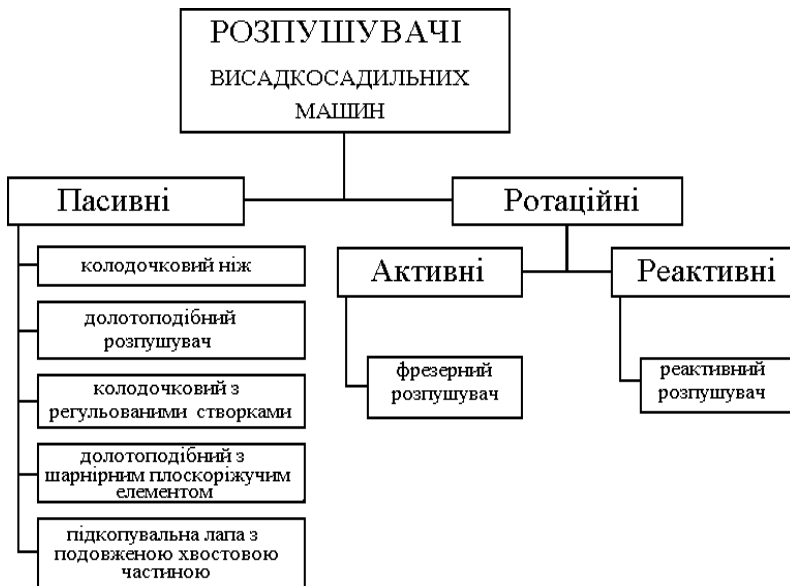 РОЗПУШУВАЧІ
ВИСАДКОСАДИЛЬНИХ
МАШИН
Пасивні
Ротаційні
колодочковий ніж
долотоподібний
розпушувач
колодочковий з
регульованими створками
долотоподібний з
шарнірним плоскоріжучим
елементом
підкопувальна лапа з
подовженою хвостовою
частиною
Активні
Реактивні
фрезерний
розпушувач
реактивний
розпушувач